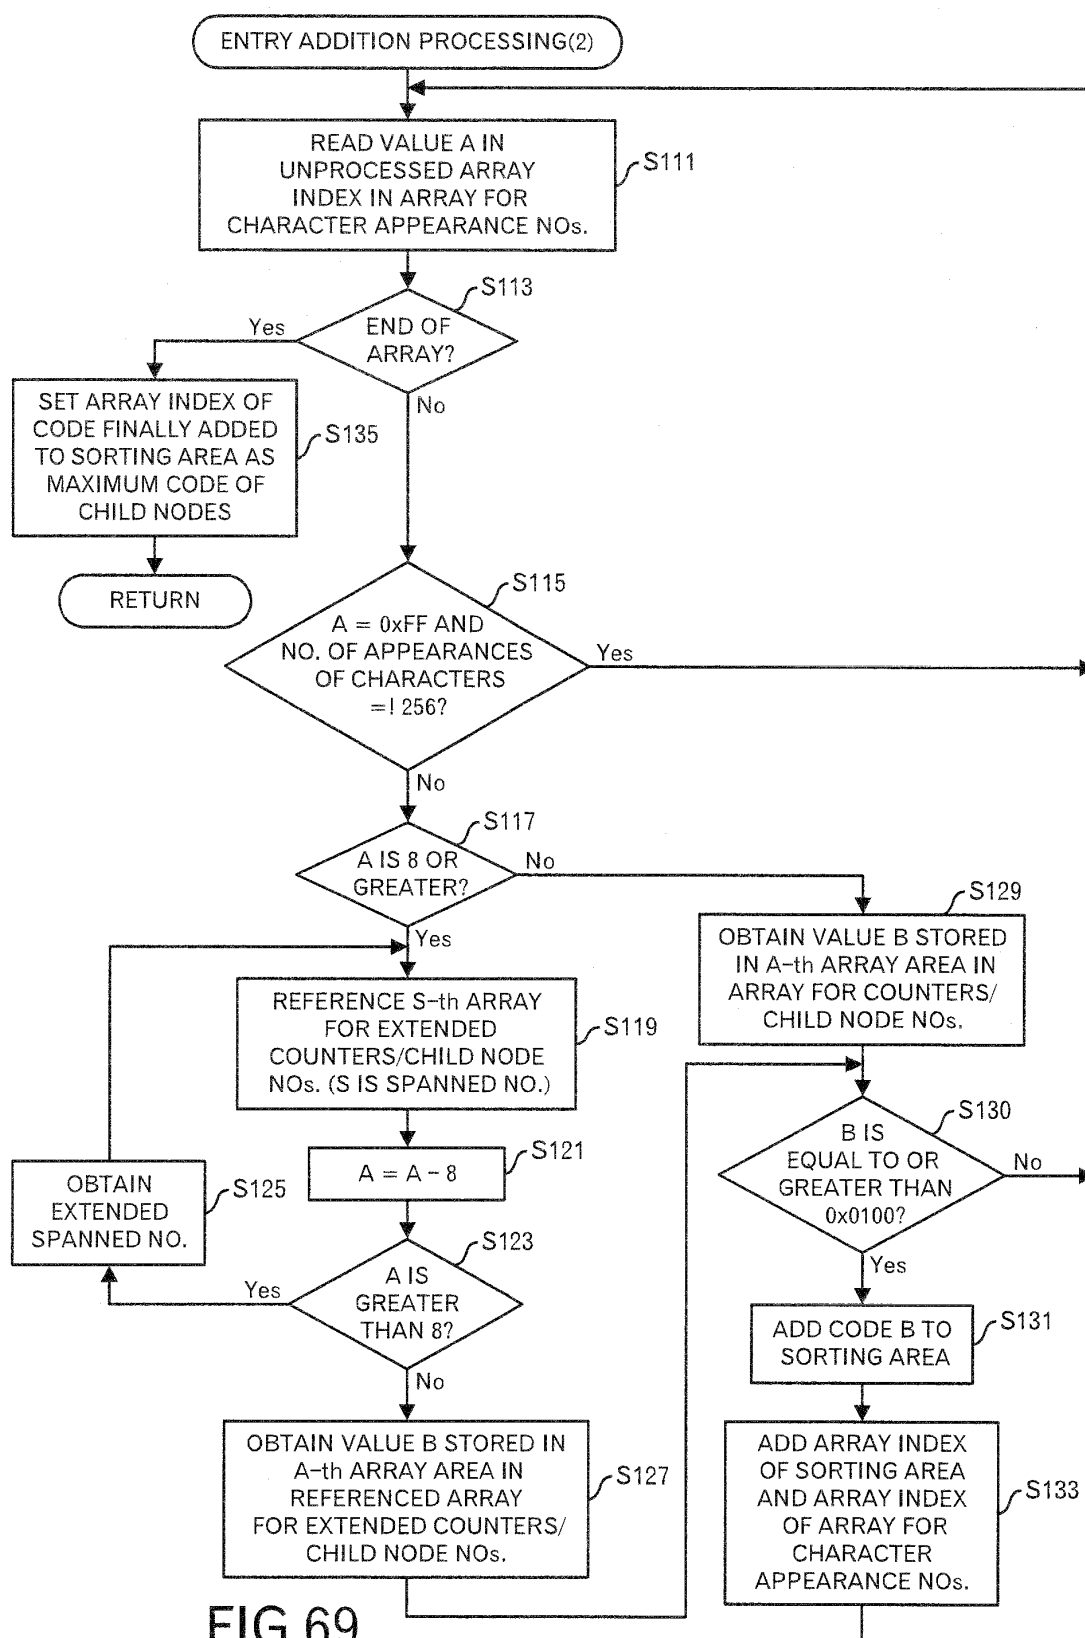 ENTRY ADDITION PROCESSING(2)
READ VALUE A IN
UNPROCESSED ARRAY
INDEX IN ARRAY FOR
CHARACTER APPEARANCE NOs.
S111
S113
END OF
ARRAY?
Yes
No
SET ARRAY INDEX OF
CODE FINALLY ADDED
TO SORTING AREA AS
MAXIMUM CODE OF
CHILD NODES
S135
RETURN
S115
A = 0xFF AND
NO. OF APPEARANCES
OF CHARACTERS
=! 256?
Yes
No
S117
A IS 8 OR
GREATER?
No
Yes
S129
OBTAIN VALUE B STORED
IN A-th ARRAY AREA IN
ARRAY FOR COUNTERS/
CHILD NODE NOs.
REFERENCE S-th ARRAY
FOR EXTENDED
COUNTERS/CHILD NODE
NOs. (S IS SPANNED NO.)
S119
S130
B IS
EQUAL TO OR
GREATER THAN
0x0100?
No
Yes
A = A - 8
S121
OBTAIN
EXTENDED
SPANNED NO.
S125
S123
A IS
GREATER
THAN 8?
Yes
No
ADD CODE B TO
SORTING AREA
S131
OBTAIN VALUE B STORED IN
A-th ARRAY AREA IN
REFERENCED ARRAY
FOR EXTENDED COUNTERS/
CHILD NODE NOs.
S127
ADD ARRAY INDEX
OF SORTING AREA
AND ARRAY INDEX
OF ARRAY FOR
CHARACTER
APPEARANCE NOs.
S133
FIG.69